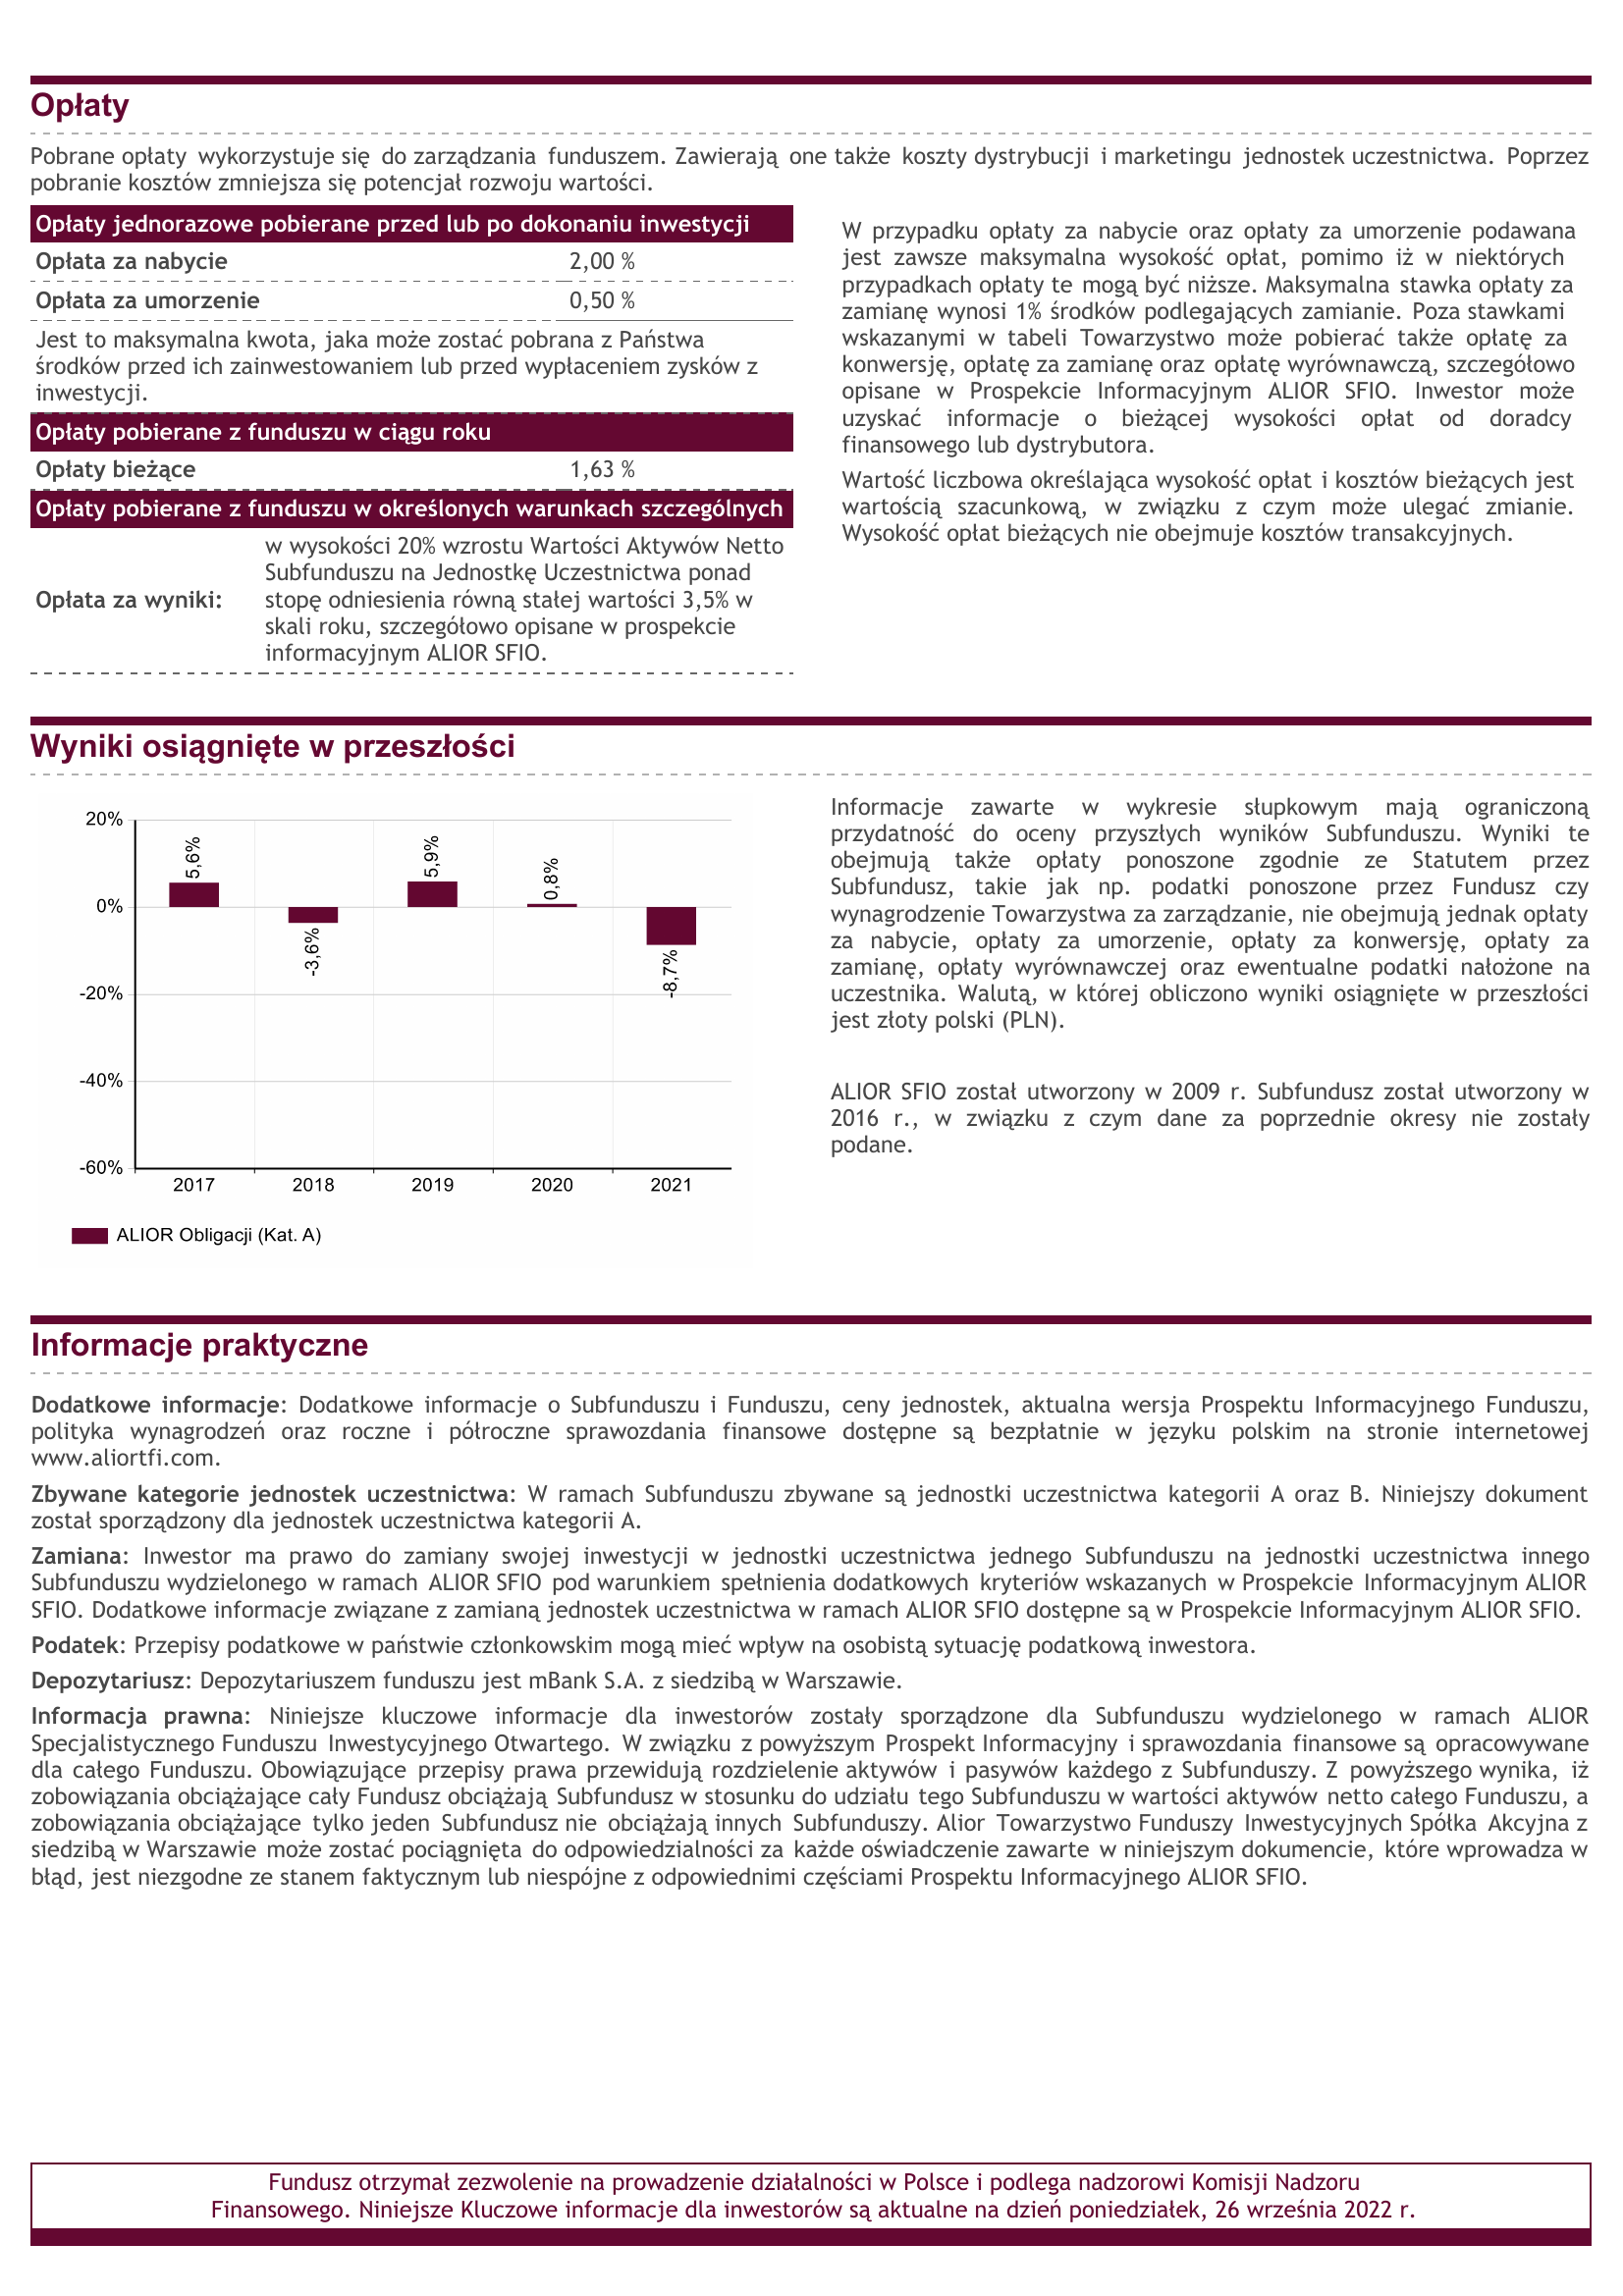 Opłaty
Pobrane opłaty wykorzystuje się do zarządzania funduszem. Zawierają one także koszty dystrybucji i marketingu jednostek uczestnictwa. Poprzez
pobranie kosztów zmniejsza się potencjał rozwoju wartości.
Opłaty jednorazowe pobierane przed lub po dokonaniu inwestycji
Opłata za nabycie 2,00 %
Opłata za umorzenie 0,50 %
Jest to maksymalna kwota, jaka może zostać pobrana z Państwa
środków przed ich zainwestowaniem lub przed wypłaceniem zysków z
inwestycji.
Opłaty pobierane z funduszu w ciągu roku
Opłaty bieżące 1,63 %
Opłaty pobierane z funduszu w określonych warunkach szczególnych
Opłata za wyniki:
w wysokości 20% wzrostu Wartości Aktywów Netto
Subfunduszu na Jednostkę Uczestnictwa ponad
stopę odniesienia równą stałej wartości 3,5% w
skali roku, szczegółowo opisane w prospekcie
informacyjnym ALIOR SFIO.
W przypadku opłaty za nabycie oraz opłaty za umorzenie podawana
jest zawsze maksymalna wysokość opłat, pomimo iż w niektórych
przypadkach opłaty te mogą być niższe. Maksymalna stawka opłaty za
zamianę wynosi 1% środków podlegających zamianie. Poza stawkami
wskazanymi w tabeli Towarzystwo może pobierać także opłatę za
konwersję, opłatę za zamianę oraz opłatę wyrównawczą, szczegółowo
opisane w Prospekcie Informacyjnym ALIOR SFIO. Inwestor może
uzyskać informacje o bieżącej wysokości opłat od doradcy
finansowego lub dystrybutora.
Wartość liczbowa określająca wysokość opłat i kosztów bieżących jest
wartością szacunkową, w związku z czym może ulegać zmianie.
Wysokość opłat bieżących nie obejmuje kosztów transakcyjnych.
Wyniki osiągnięte w przeszłości
20%
0%
-20%
-40%
-60%
5,6%
-3,6%
5,9%
0,8%
-8,7%
2017 2018 2019 2020 2021
ALIOR Obligacji (Kat. A)
Informacje zawarte w wykresie słupkowym mają ograniczoną
przydatność do oceny przyszłych wyników Subfunduszu. Wyniki te
obejmują także opłaty ponoszone zgodnie ze Statutem przez
Subfundusz, takie jak np. podatki ponoszone przez Fundusz czy
wynagrodzenie Towarzystwa za zarządzanie, nie obejmują jednak opłaty
za nabycie, opłaty za umorzenie, opłaty za konwersję, opłaty za
zamianę, opłaty wyrównawczej oraz ewentualne podatki nałożone na
uczestnika. Walutą, w której obliczono wyniki osiągnięte w przeszłości
jest złoty polski (PLN).
ALIOR SFIO został utworzony w 2009 r. Subfundusz został utworzony w
2016 r., w związku z czym dane za poprzednie okresy nie zostały
podane.
Informacje praktyczne
Dodatkowe informacje: Dodatkowe informacje o Subfunduszu i Funduszu, ceny jednostek, aktualna wersja Prospektu Informacyjnego Funduszu,
polityka wynagrodzeń oraz roczne i półroczne sprawozdania finansowe dostępne są bezpłatnie w języku polskim na stronie internetowej
www.aliortfi.com.
Zbywane kategorie jednostek uczestnictwa: W ramach Subfunduszu zbywane są jednostki uczestnictwa kategorii A oraz B. Niniejszy dokument
został sporządzony dla jednostek uczestnictwa kategorii A.
Zamiana: Inwestor ma prawo do zamiany swojej inwestycji w jednostki uczestnictwa jednego Subfunduszu na jednostki uczestnictwa innego
Subfunduszu wydzielonego w ramach ALIOR SFIO pod warunkiem spełnienia dodatkowych kryteriów wskazanych w Prospekcie Informacyjnym ALIOR
SFIO. Dodatkowe informacje związane z zamianą jednostek uczestnictwa w ramach ALIOR SFIO dostępne są w Prospekcie Informacyjnym ALIOR SFIO.
Podatek: Przepisy podatkowe w państwie członkowskim mogą mieć wpływ na osobistą sytuację podatkową inwestora.
Depozytariusz: Depozytariuszem funduszu jest mBank S.A. z siedzibą w Warszawie.
Informacja prawna: Niniejsze kluczowe informacje dla inwestorów zostały sporządzone dla Subfunduszu wydzielonego w ramach ALIOR
Specjalistycznego Funduszu Inwestycyjnego Otwartego. W związku z powyższym Prospekt Informacyjny i sprawozdania finansowe są opracowywane
dla całego Funduszu. Obowiązujące przepisy prawa przewidują rozdzielenie aktywów i pasywów każdego z Subfunduszy. Z powyższego wynika, iż
zobowiązania obciążające cały Fundusz obciążają Subfundusz w stosunku do udziału tego Subfunduszu w wartości aktywów netto całego Funduszu, a
zobowiązania obciążające tylko jeden Subfundusz nie obciążają innych Subfunduszy. Alior Towarzystwo Funduszy Inwestycyjnych Spółka Akcyjna z
siedzibą w Warszawie może zostać pociągnięta do odpowiedzialności za każde oświadczenie zawarte w niniejszym dokumencie, które wprowadza w
błąd, jest niezgodne ze stanem faktycznym lub niespójne z odpowiednimi częściami Prospektu Informacyjnego ALIOR SFIO.
Fundusz otrzymał zezwolenie na prowadzenie działalności w Polsce i podlega nadzorowi Komisji Nadzoru
Finansowego. Niniejsze Kluczowe informacje dla inwestorów są aktualne na dzień poniedziałek, 26 września 2022 r.